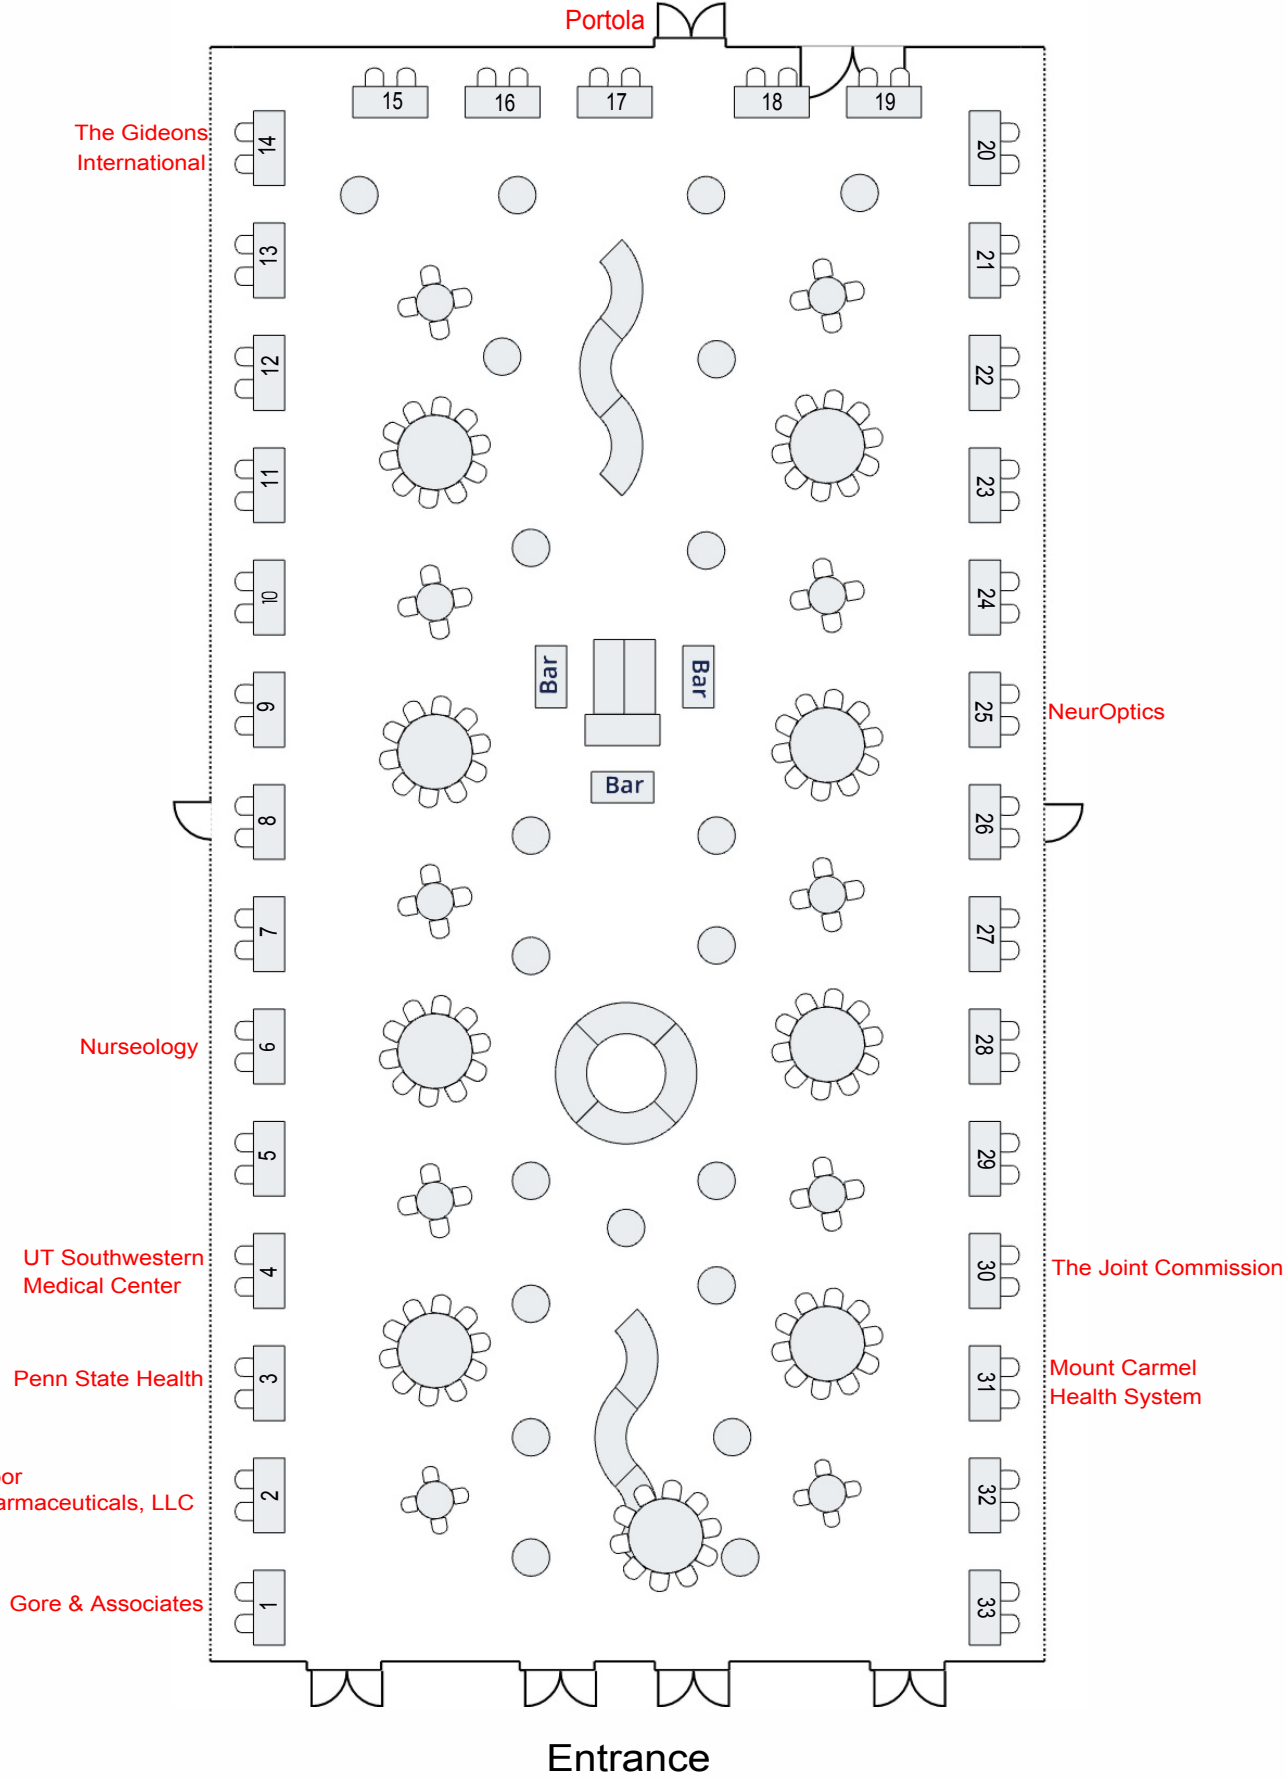 Portola
15 16 17 18 19
The Gideons
International
14
20
13
21
12
22
11
23
10
24
Bar
Bar
9
25
NeurOptics
Bar
8
26
7
27
Nurseology
6
28
5
29
UT Southwestern
Medical Center
4
30
The Joint Commission
Penn State Health
3
31
Mount Carmel
Health System
or
armaceuticals, LLC
2
32
Gore & Associates
1
33
Entrance